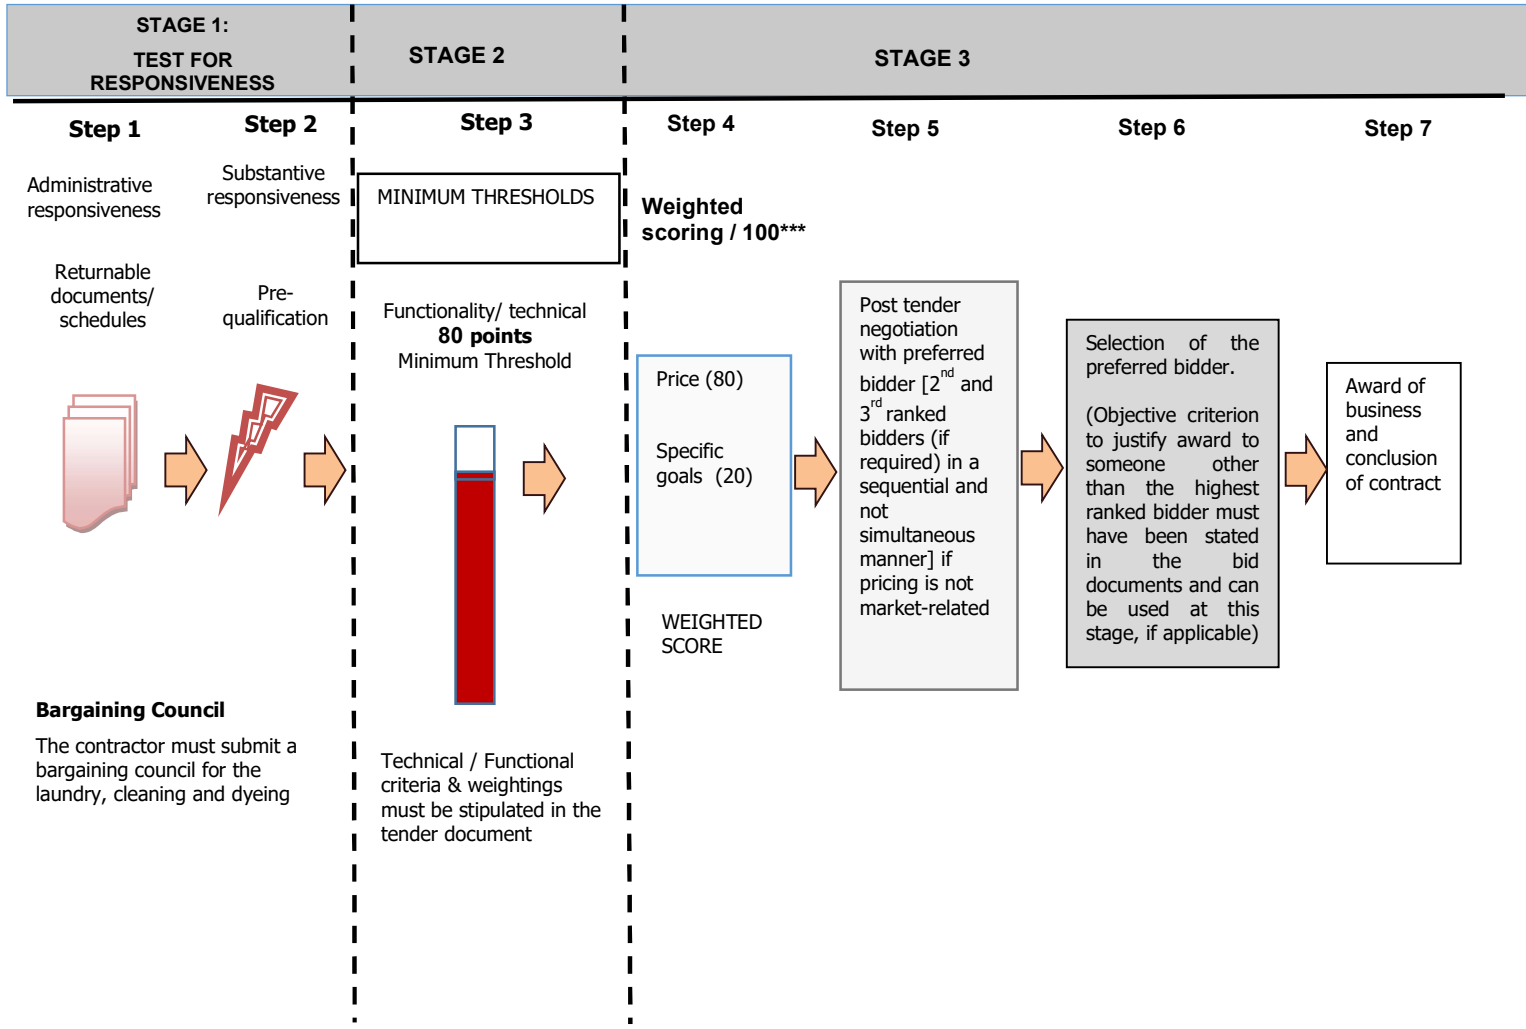 STAGE 1:
TEST FOR
RESPONSIVENESS
STAGE 2
STAGE 3
Step 1
Step 2
Step 3
Step 4
Step 5
Step 6
Step 7
Administrative
responsiveness
Returnable
documents/
schedules
Substantive
responsiveness
Pre-
qualification
Bargaining Council
The contractor must submit a
bargaining council for the
laundry, cleaning and dyeing
MINIMUM THRESHOLDS
Functionality/ technical
80 points
Minimum Threshold
Technical / Functional
criteria & weightings
must be stipulated in the
tender document
Weighted
scoring / 100***
Price (80)
Specific
goals (20)
WEIGHTED
SCORE
Post tender
negotiation
with preferred
bidder [2nd and
3rd ranked
bidders (if
required) in a
sequential and
not
simultaneous
manner] if
pricing is not
market-related
Selection of the
preferred bidder.
(Objective criterion
to justify award to
someone other
than the highest
ranked bidder must
have been stated
in the bid
documents and can
be used at this
stage, if applicable)
Award of
business
and
conclusion
of contract